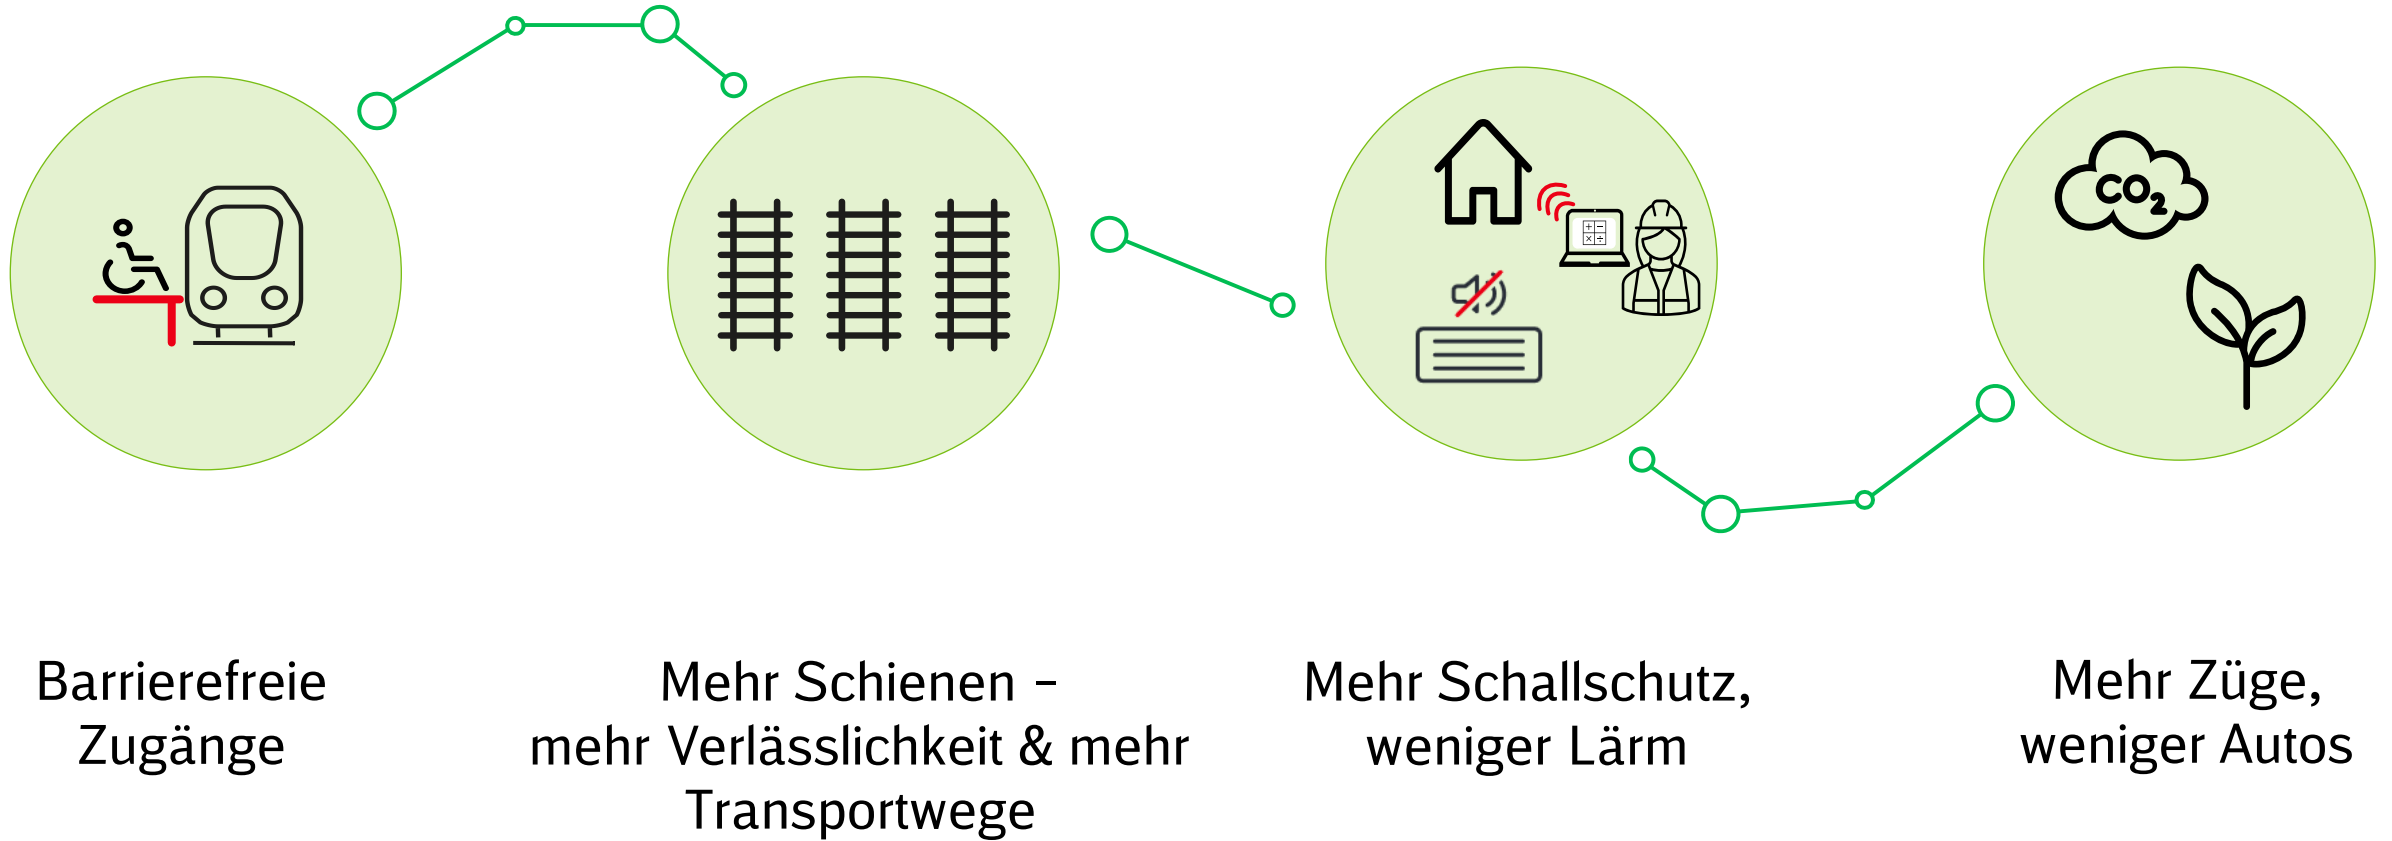 CO2
+ −
× ÷
Barrierefreie
Zugänge
Mehr Schienen –
mehr Verlässlichkeit & mehr
Transportwege
Mehr Schallschutz,
weniger Lärm
Mehr Züge,
weniger Autos